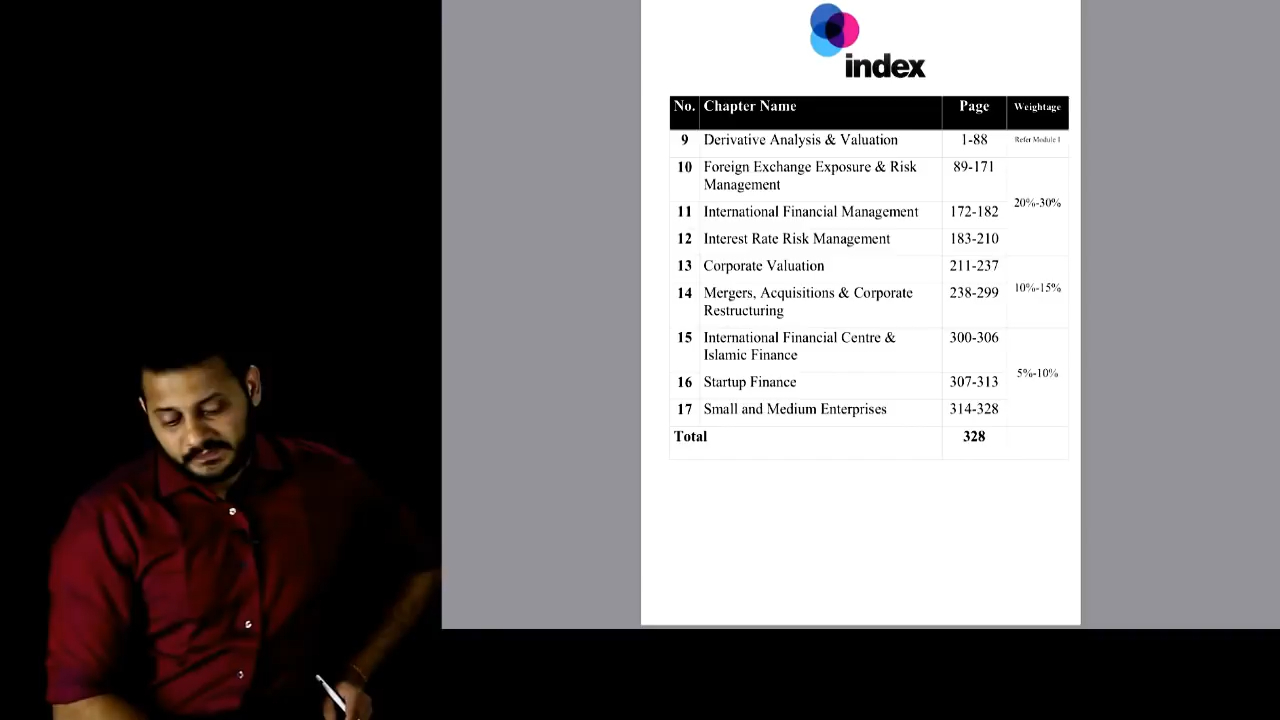 index
No. Chapter Name Page Weightage
9 Derivative Analysis & Valuation 1-88 Refer Module 1
10 Foreign Exchange Exposure & Risk 89-171
Management
20%-30%
11 International Financial Management 172-182
12 Interest Rate Risk Management 183-210
13 Corporate Valuation 211-237
10%-15%
14 Mergers, Acquisitions & Corporate 238-299
Restructuring
15 International Financial Centre & 300-306
Islamic Finance
5%-10%
16 Startup Finance 307-313
17 Small and Medium Enterprises 314-328
Total 328